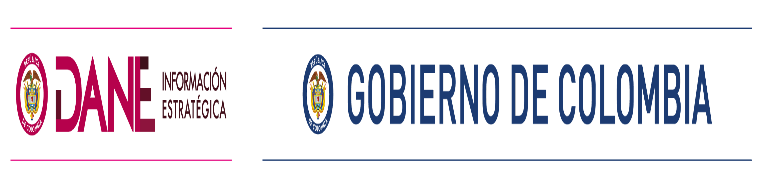 DANE
INFORMACIÓN
ESTRATÉGICA
GOBIERNO DE COLOMBIA